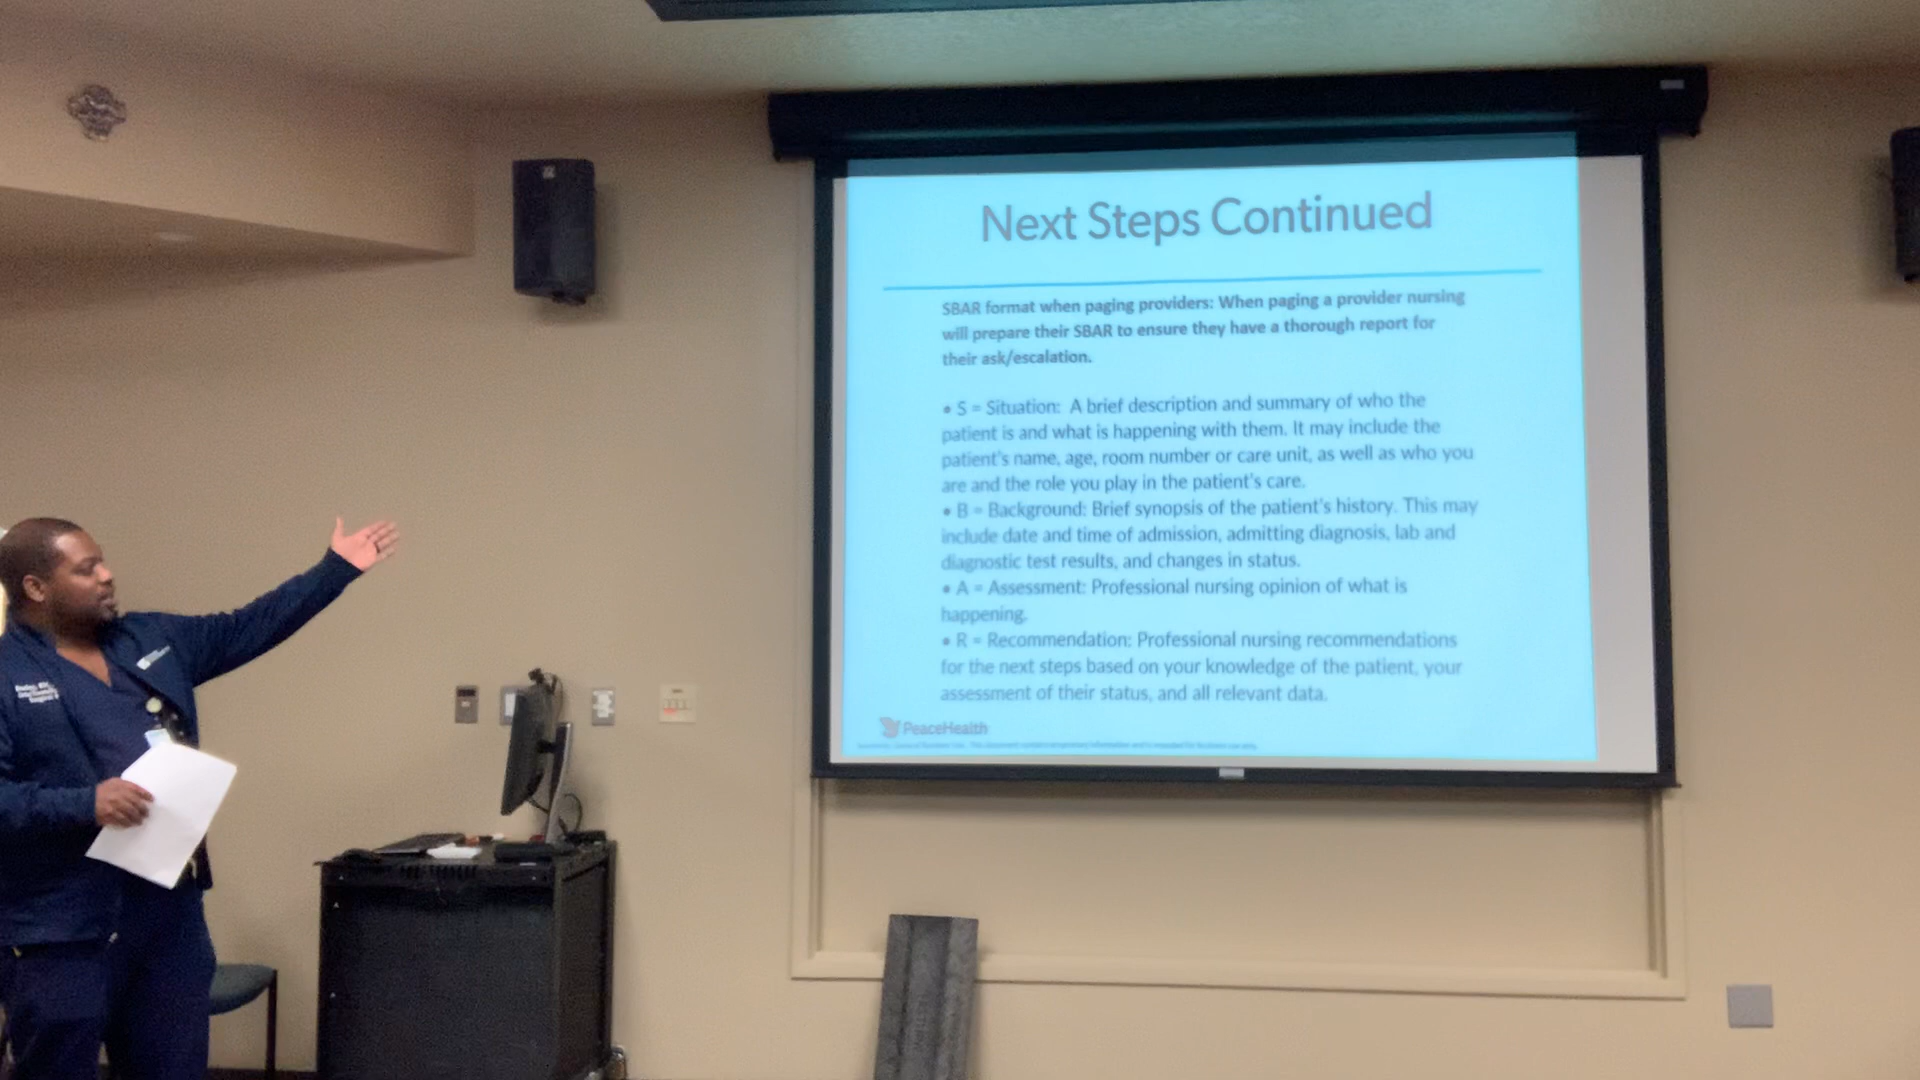 Next Steps Continued
SBAR format when paging providers: When paging a provider nursing
will prepare their SBAR to ensure they have a thorough report for
their ask/escalation.
• S = Situation: A brief description and summary of who the
patient is and what is happening with them. It may include the
patient's name, age, room number or care unit, as well as who you
are and the role you play in the patient's care.
• B = Background: Brief synopsis of the patient's history. This may
include date and time of admission, admitting diagnosis, lab and
diagnostic test results, and changes in status.
• A = Assessment: Professional nursing opinion of what is
happening.
• R = Recommendation: Professional nursing recommendations
for the next steps based on your knowledge of the patient, your
assessment of their status, and all relevant data.
PeaceHealth